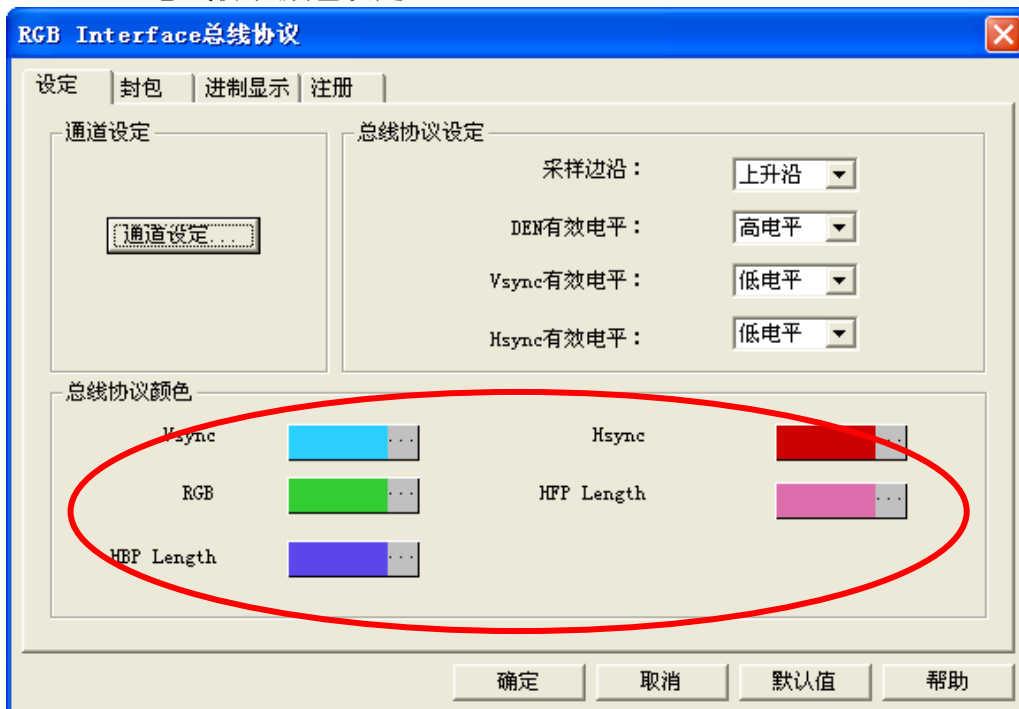 RGB Interface总线协议
设定 封包 进制显示 注册
通道设定 总线协议设定
采样边沿： 上升沿
通道设定... DEN有效电平： 高电平
Vsync有效电平： 低电平
Hsync有效电平： 低电平
总线协议颜色
Vsync ... Hsync ...
RGB ... HFP Length ...
HBP Length ...
确定 取消 默认值 帮助